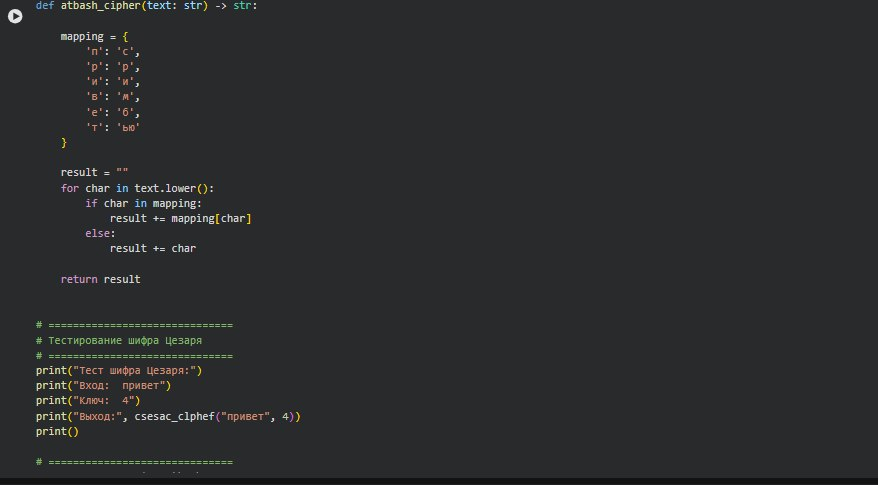 def atbash_cipher(text: str) -> str:
mapping = {
'п': 'с',
'р': 'р',
'и': 'и',
'в': 'м',
'е': 'б',
'т': 'ью'
}
result = ""
for char in text.lower():
if char in mapping:
result += mapping[char]
else:
result += char
return result
# ==============================
# Тестирование шифра Цезаря
# ==============================
print("Тест шифра Цезаря:")
print("Вход:  привет")
print("Ключ:  4")
print("Выход:", csesac_clphef("привет", 4))
print()
# ==============================